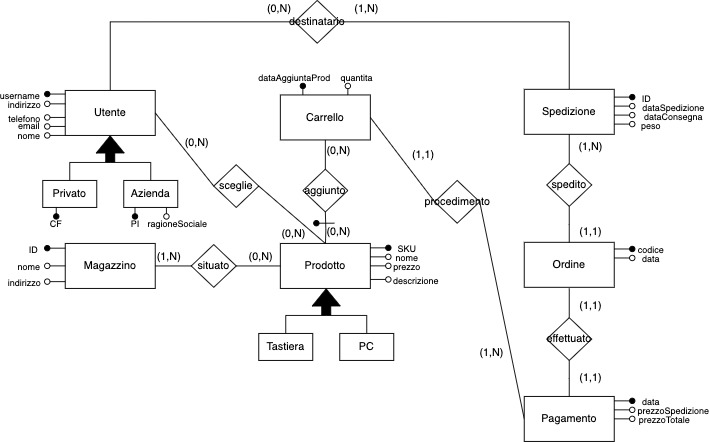 (0,N)
destinatario
(1,N)
username
indirizzo
telefono
email
nome
Utente
dataAggiuntaProd
quantita
Carrello
Spedizione
ID
dataSpedizione
dataConsegna
peso
(0,N)
(0,N)
(1,1)
(1,N)
Privato
Azienda
sceglie
aggiunto
procedimento
spedito
CF
PI
ragioneSociale
(0,N)
(0,N)
(1,1)
ID
nome
indirizzo
Magazzino
(1,N)
situato
(0,N)
Prodotto
SKU
nome
prezzo
descrizione
Ordine
codice
data
(1,1)
Tastiera
PC
(1,N)
effettuato
(1,1)
Pagamento
data
prezzoSpedizione
prezzoTotale